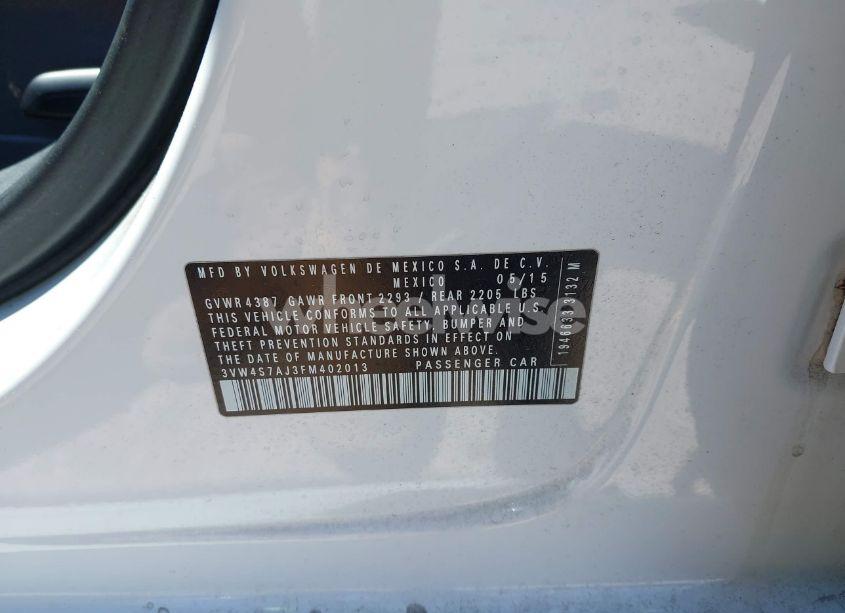 MFD BY VOLKSWAGEN DE MEXICO S.A. DE C.V.
MEXICO 05/15
GVWR 4387 GAWR FRONT 2293 / REAR 2205 LBS
THIS VEHICLE CONFORMS TO ALL APPLICABLE U.S.
FEDERAL MOTOR VEHICLE SAFETY, BUMPER AND
THEFT PREVENTION STANDARDS IN EFFECT ON
THE DATE OF MANUFACTURE SHOWN ABOVE.
3VW4S7AJ3FM402013 PASSENGER CAR
1946633 3132 M